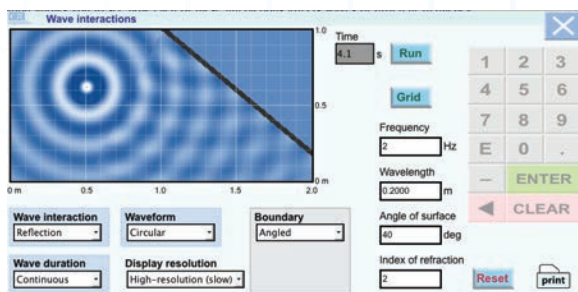 Wave interactions
Time
4.1 s Run
Grid
Frequency
2 Hz
Wavelength
0.2000 m
Angle of surface
40 deg
Index of refraction
2
1.0
0.5
0 m
0 m 0.5 1.0 1.5 2.0
Wave interaction
Reflection
Waveform
Circular
Boundary
Angled
Wave duration
Continuous
Display resolution
High-resolution (slow)
1 2 3
4 5 6
7 8 9
E 0 .
– ENTER
CLEAR
Reset
print